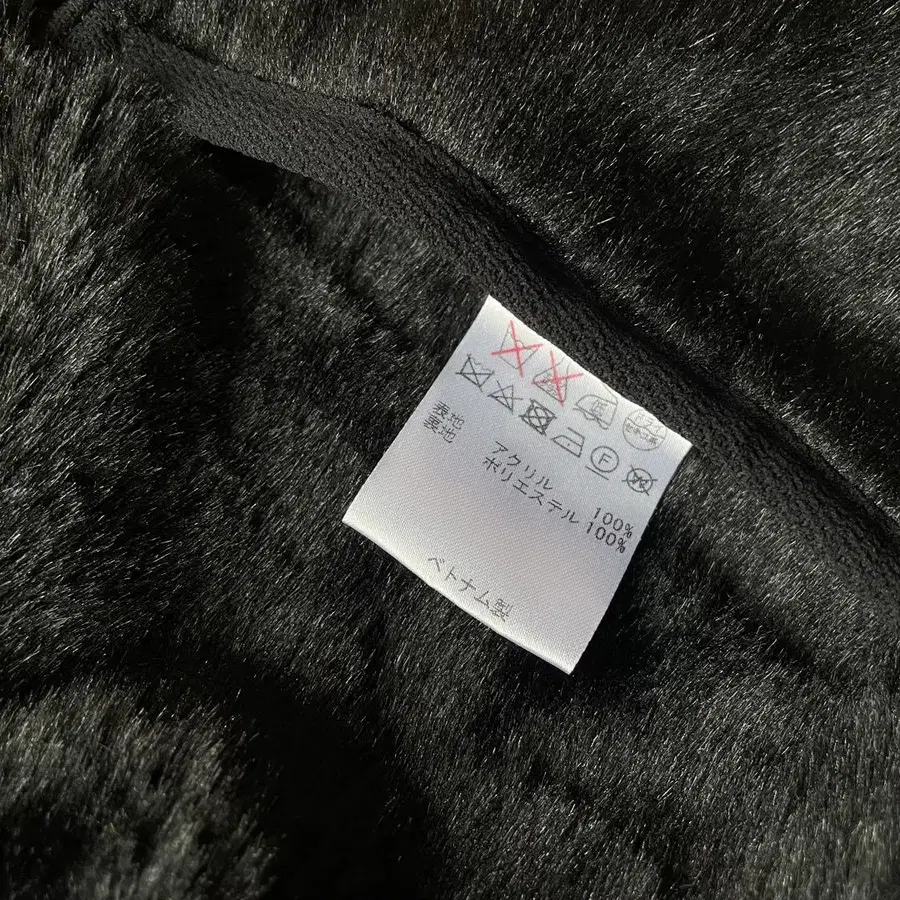 表地 アクリル 100%
裏地 ポリエステル 100%
ベトナム製